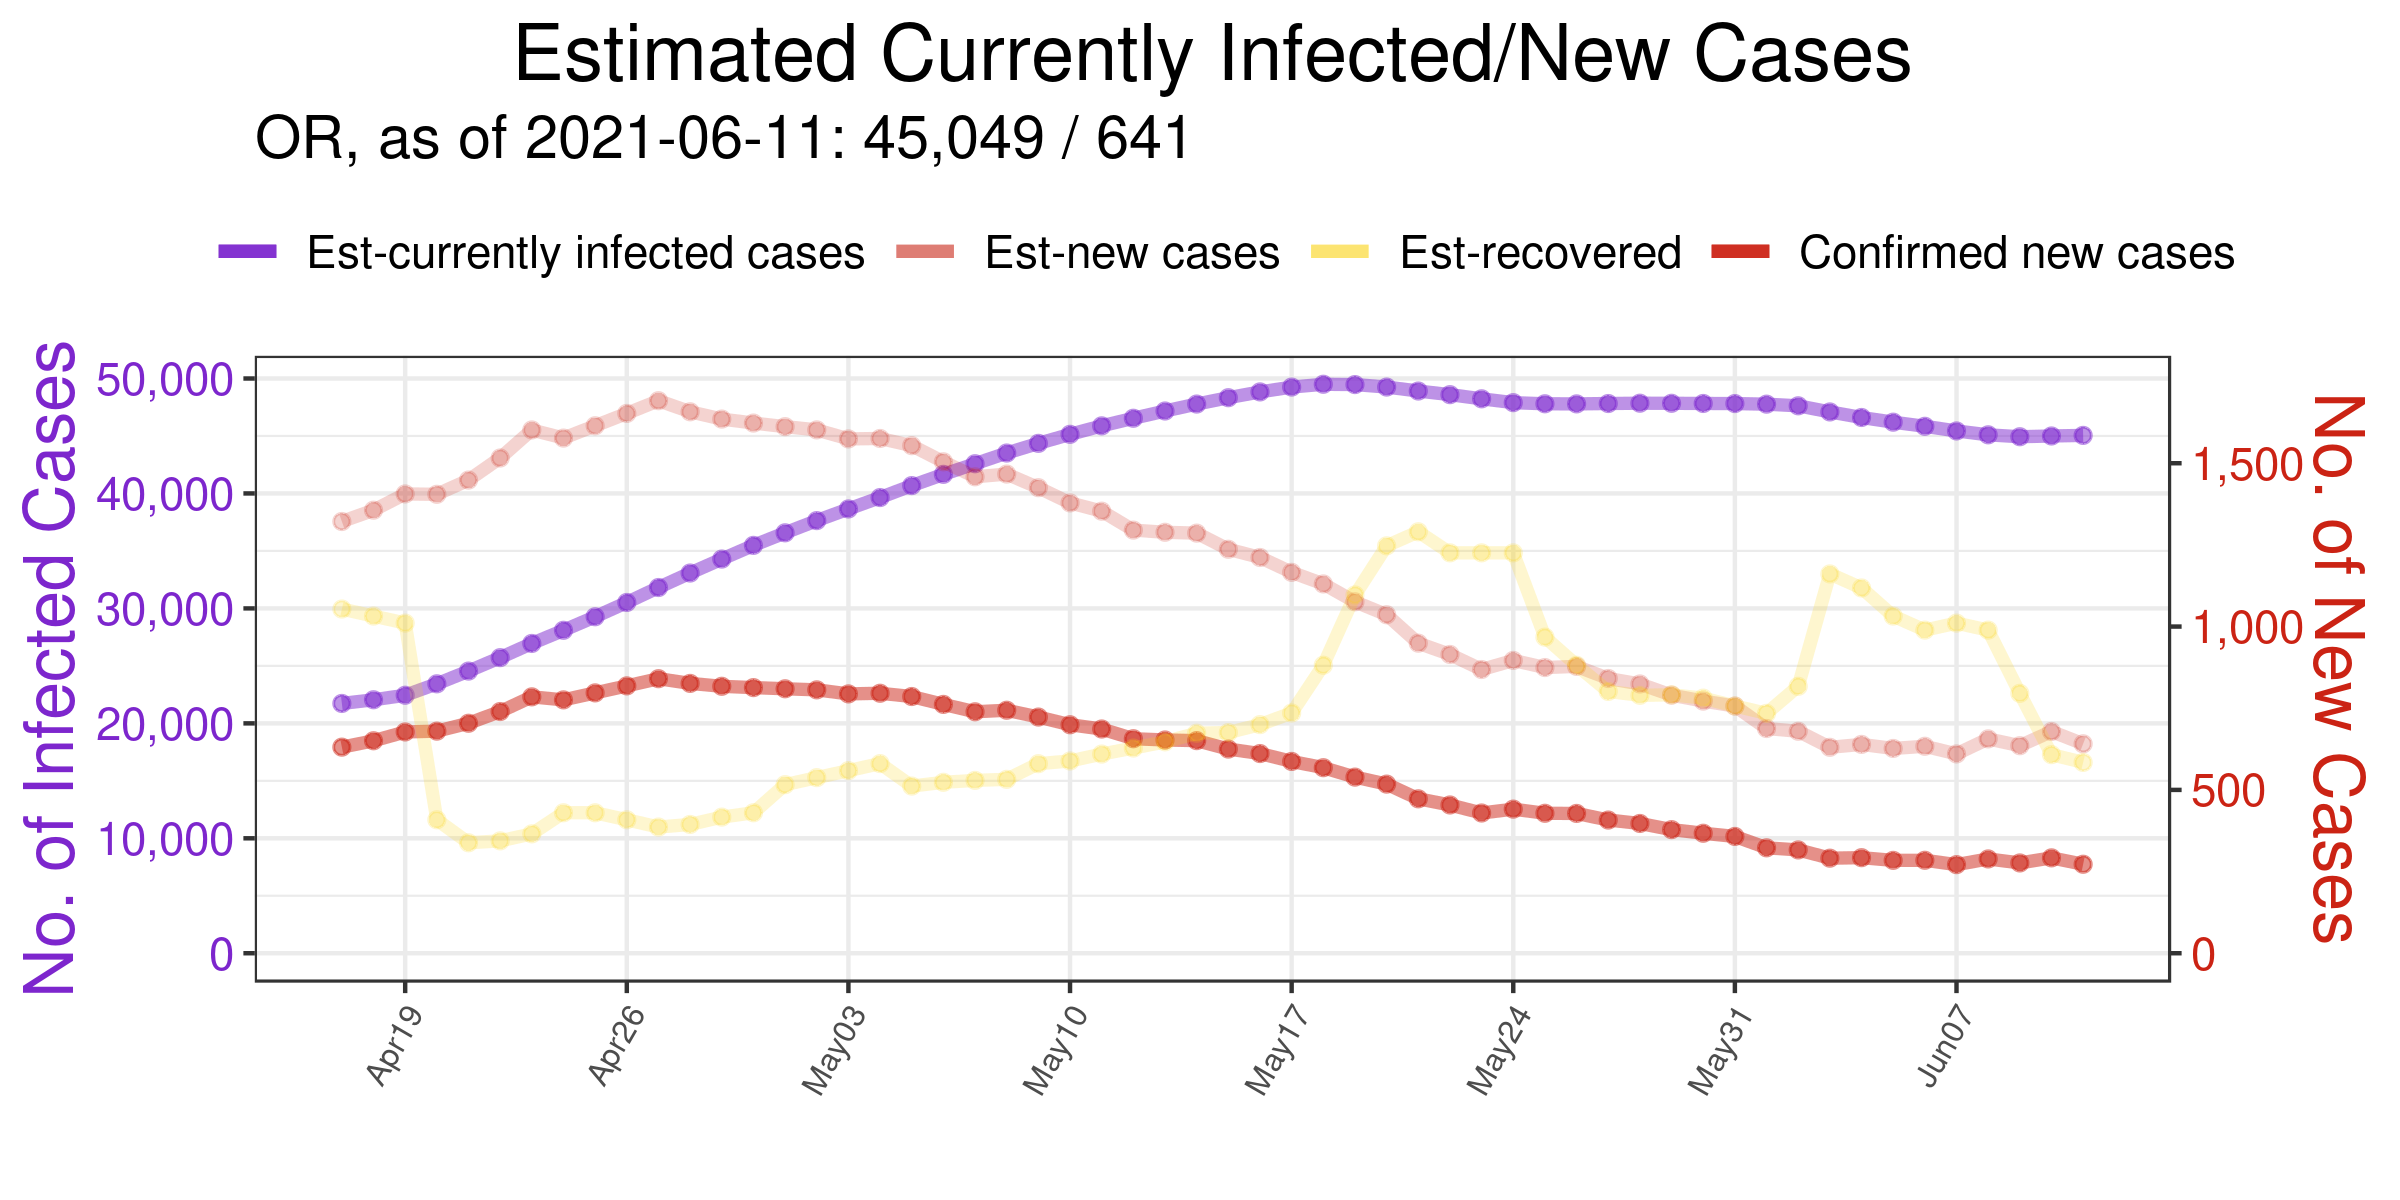 Estimated Currently Infected/New Cases
OR, as of 2021-06-11: 45,049 / 641
Est-currently infected cases Est-new cases Est-recovered Confirmed new cases
No. of Infected Cases
50,000
40,000
30,000
20,000
10,000
0
1,500
1,000
500
0
No. of New Cases
Apr19 Apr26 May03 May10 May17 May24 May31 Jun07